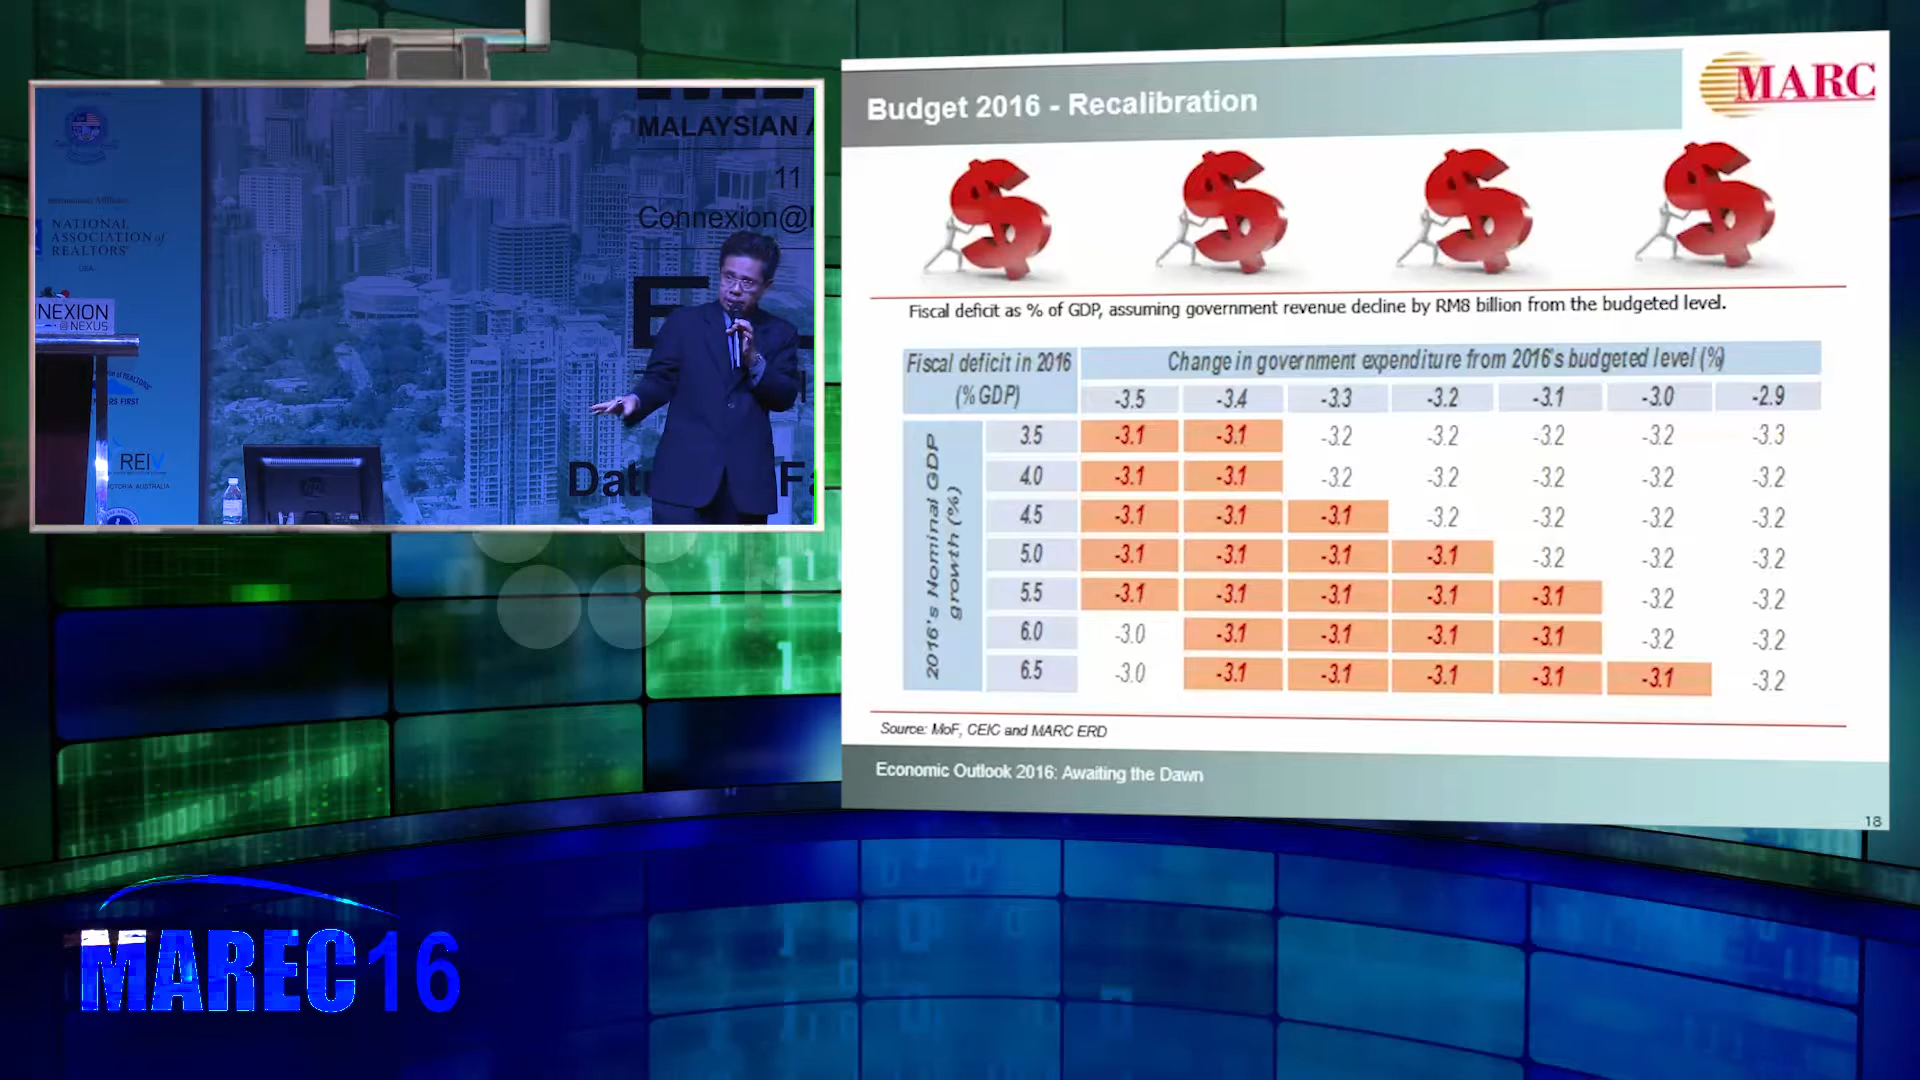 MALAYSIAN A
11
Connexion@
NATIONAL
ASSOCIATION of
REALTORS
USA
NEXION
@NEXUS
of REALTORS
RS FIRST
REIV
VICTORIA AUSTRALIA
Dat
Fa
MARC
Budget 2016 - Recalibration
Fiscal deficit as % of GDP, assuming government revenue decline by RM8 billion from the budgeted level.
Fiscal deficit in 2016 (% GDP)
Change in government expenditure from 2016's budgeted level (%)
-3.5 -3.4 -3.3 -3.2 -3.1 -3.0 -2.9
2016's Nominal GDP growth (%)
3.5 -3.1 -3.1 -3.2 -3.2 -3.2 -3.2 -3.3
4.0 -3.1 -3.1 -3.2 -3.2 -3.2 -3.2 -3.2
4.5 -3.1 -3.1 -3.1 -3.2 -3.2 -3.2 -3.2
5.0 -3.1 -3.1 -3.1 -3.1 -3.2 -3.2 -3.2
5.5 -3.1 -3.1 -3.1 -3.1 -3.1 -3.2 -3.2
6.0 -3.0 -3.1 -3.1 -3.1 -3.1 -3.2 -3.2
6.5 -3.0 -3.1 -3.1 -3.1 -3.1 -3.1 -3.2
Source: MoF, CEIC and MARC ERD
Economic Outlook 2016: Awaiting the Dawn
18
MAREC16